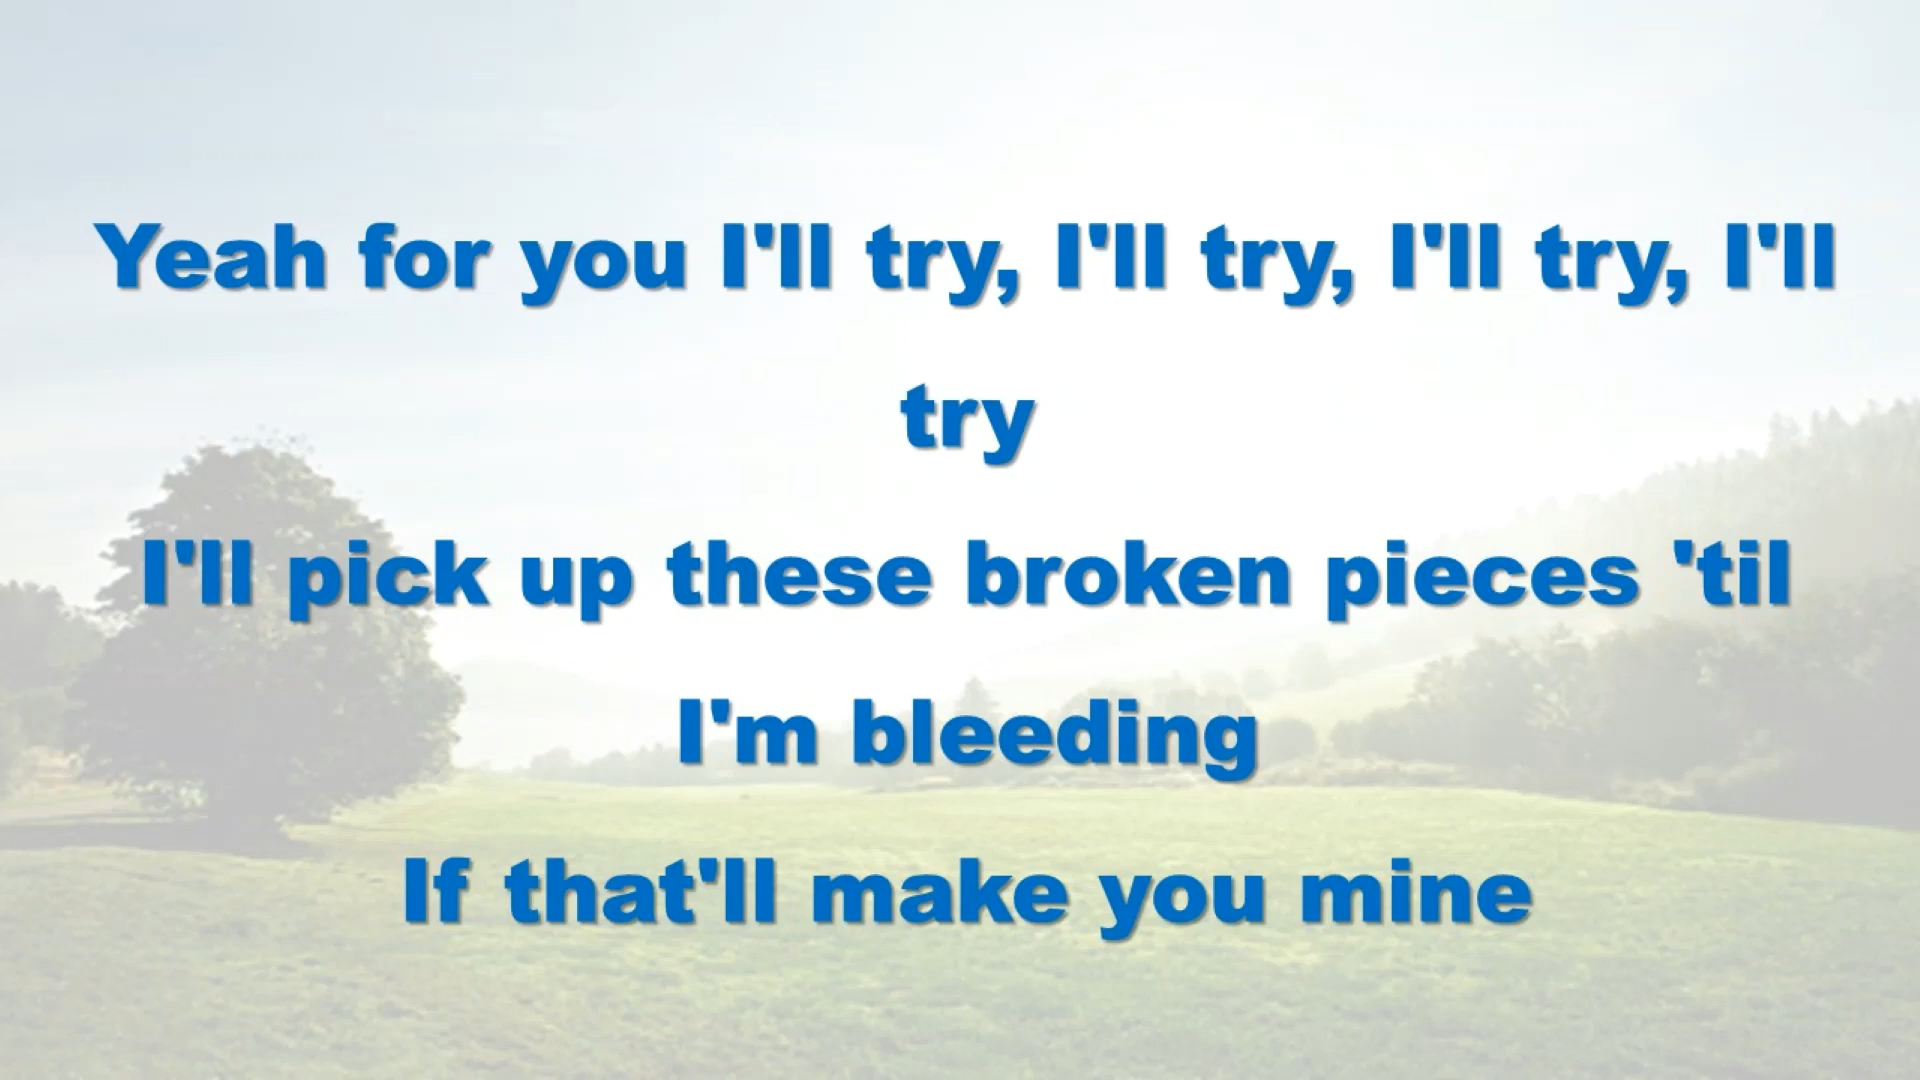 Yeah for you I'll try, I'll try, I'll try, I'll
try
I'll pick up these broken pieces 'til
I'm bleeding
If that'll make you mine